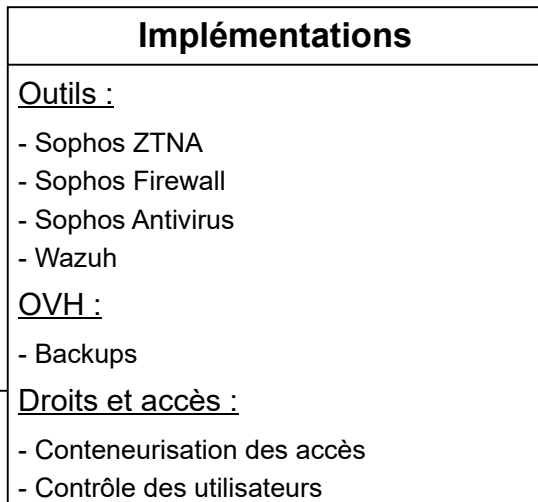 Implémentations
Outils :
- Sophos ZTNA
- Sophos Firewall
- Sophos Antivirus
- Wazuh
OVH :
- Backups
Droits et accès :
- Conteneurisation des accès
- Contrôle des utilisateurs